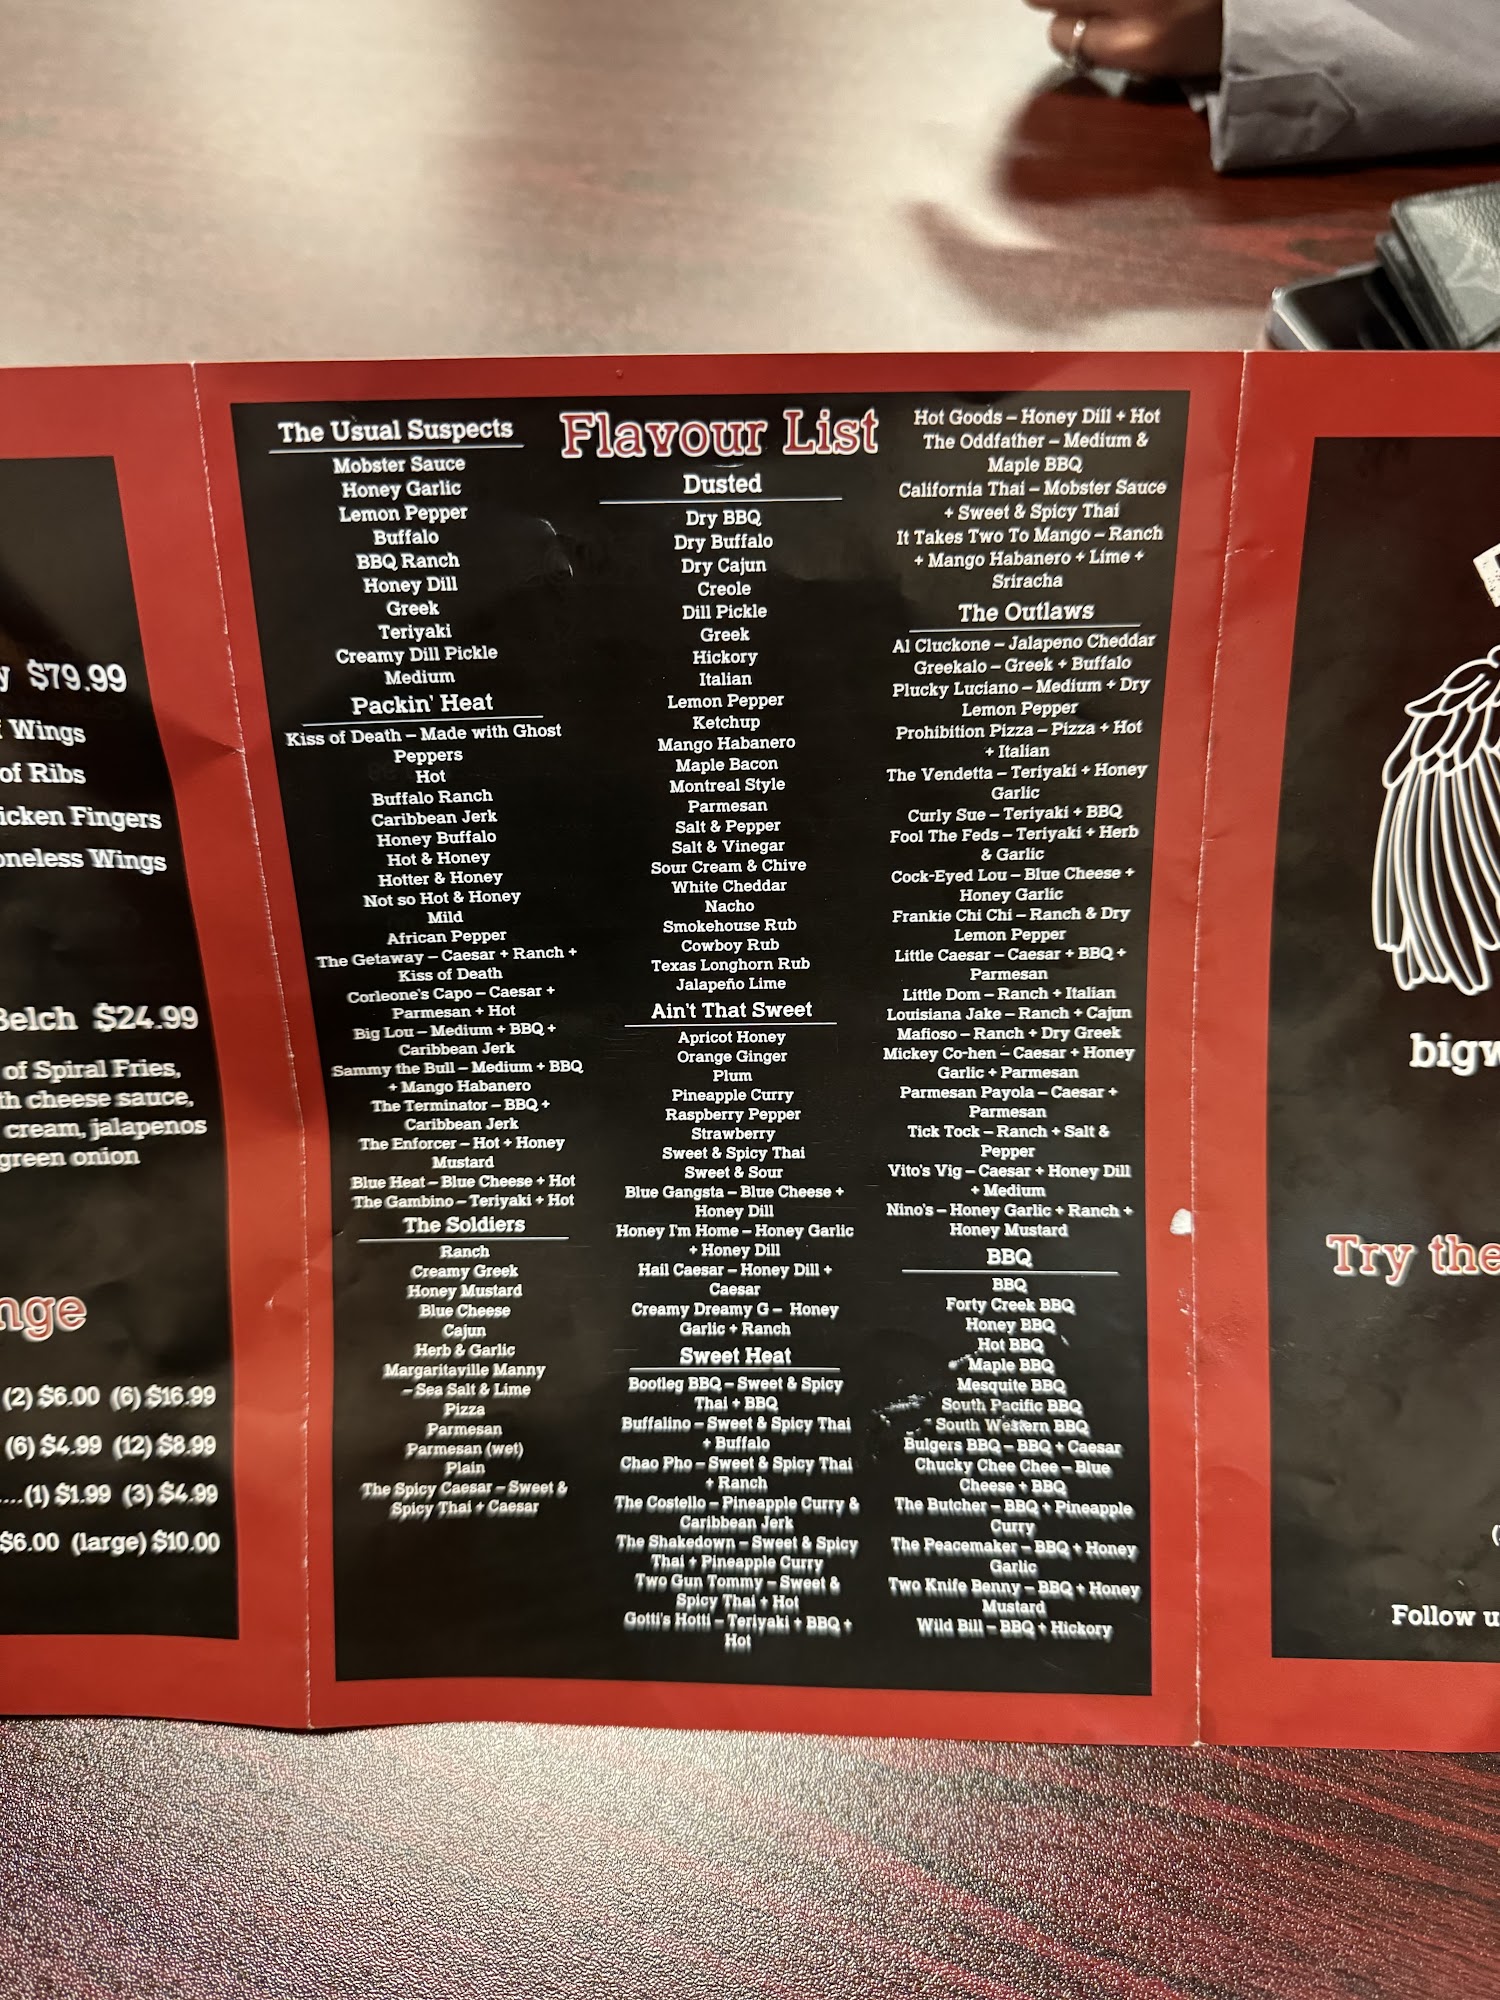 y $79.99
Wings
of Ribs
icken Fingers
oneless Wings
Belch $24.99
of Spiral Fries,
th cheese sauce,
cream, jalapenos
green onion
nge
(2) $6.00 (6) $16.99
(6) $4.99 (12) $8.99
....(1) $1.99 (3) $4.99
$6.00 (large) $10.00
Flavour List
The Usual Suspects
Mobster Sauce
Honey Garlic
Lemon Pepper
Buffalo
BBQ Ranch
Honey Dill
Greek
Teriyaki
Creamy Dill Pickle
Medium
Packin' Heat
Kiss of Death – Made with Ghost
Peppers
Hot
Buffalo Ranch
Caribbean Jerk
Honey Buffalo
Hot & Honey
Hotter & Honey
Not so Hot & Honey
Mild
African Pepper
The Getaway – Caesar + Ranch +
Kiss of Death
Corleone's Capo – Caesar +
Parmesan + Hot
Big Lou – Medium + BBQ +
Caribbean Jerk
Sammy the Bull – Medium + BBQ
+ Mango Habanero
The Terminator – BBQ +
Caribbean Jerk
The Enforcer – Hot + Honey
Mustard
Blue Heat – Blue Cheese + Hot
The Gambino – Teriyaki + Hot
The Soldiers
Ranch
Creamy Greek
Honey Mustard
Blue Cheese
Cajun
Herb & Garlic
Margaritaville Manny
– Sea Salt & Lime
Pizza
Parmesan
Parmesan (wet)
Plain
The Spicy Caesar – Sweet &
Spicy Thai + Caesar
Dusted
Dry BBQ
Dry Buffalo
Dry Cajun
Creole
Dill Pickle
Greek
Hickory
Italian
Lemon Pepper
Ketchup
Mango Habanero
Maple Bacon
Montreal Style
Parmesan
Salt & Pepper
Salt & Vinegar
Sour Cream & Chive
White Cheddar
Nacho
Smokehouse Rub
Cowboy Rub
Texas Longhorn Rub
Jalapeño Lime
Ain't That Sweet
Apricot Honey
Orange Ginger
Plum
Pineapple Curry
Raspberry Pepper
Strawberry
Sweet & Spicy Thai
Sweet & Sour
Blue Gangsta – Blue Cheese +
Honey Dill
Honey I'm Home – Honey Garlic
+ Honey Dill
Hail Caesar – Honey Dill +
Caesar
Creamy Dreamy G – Honey
Garlic + Ranch
Sweet Heat
Bootleg BBQ – Sweet & Spicy
Thai + BBQ
Buffalino – Sweet & Spicy Thai
+ Buffalo
Chao Pho – Sweet & Spicy Thai
+ Ranch
The Costello – Pineapple Curry &
Caribbean Jerk
The Shakedown – Sweet & Spicy
Thai + Pineapple Curry
Two Gun Tommy – Sweet &
Spicy Thai + Hot
Gotti's Hotti – Teriyaki + BBQ +
Hot
Hot Goods – Honey Dill + Hot
The Oddfather – Medium &
Maple BBQ
California Thai – Mobster Sauce
+ Sweet & Spicy Thai
It Takes Two To Mango – Ranch
+ Mango Habanero + Lime +
Sriracha
The Outlaws
Al Cluckone – Jalapeno Cheddar
Greekalo – Greek + Buffalo
Plucky Luciano – Medium + Dry
Lemon Pepper
Prohibition Pizza – Pizza + Hot
+ Italian
The Vendetta – Teriyaki + Honey
Garlic
Curly Sue – Teriyaki + BBQ
Fool The Feds – Teriyaki + Herb
& Garlic
Cock-Eyed Lou – Blue Cheese +
Honey Garlic
Frankie Chi Chi – Ranch & Dry
Lemon Pepper
Little Caesar – Caesar + BBQ +
Parmesan
Little Dom – Ranch + Italian
Louisiana Jake – Ranch + Cajun
Mafioso – Ranch + Dry Greek
Mickey Co-hen – Caesar + Honey
Garlic + Parmesan
Parmesan Payola – Caesar +
Parmesan
Tick Tock – Ranch + Salt &
Pepper
Vito's Vig – Caesar + Honey Dill
+ Medium
Nino's – Honey Garlic + Ranch +
Honey Mustard
BBQ
BBQ
Forty Creek BBQ
Honey BBQ
Hot BBQ
Maple BBQ
Mesquite BBQ
South Pacific BBQ
South Western BBQ
Bulgers BBQ – BBQ + Caesar
Chucky Chee Chee – Blue
Cheese + BBQ
The Butcher – BBQ + Pineapple
Curry
The Peacemaker – BBQ + Honey
Garlic
Two Knife Benny – BBQ + Honey
Mustard
Wild Bill – BBQ + Hickory
bigw
Try the
(
Follow u